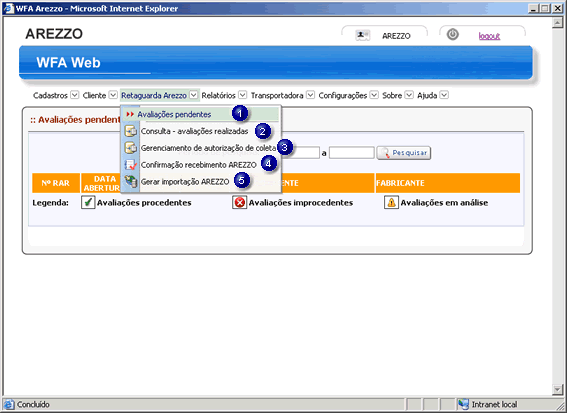 WFA Arezzo - Microsoft Internet Explorer
AREZZO
AREZZO
logout
WFA Web
Cadastros Cliente Retaguarda Arezzo Relatórios Transportadora Configurações Sobre Ajuda
:: Avaliações pendent
Avaliações pendentes 1
Consulta - avaliações realizadas 2
Gerenciamento de autorização de coleta 3
Confirmação recebimento AREZZO 4
Gerar importação AREZZO 5
a
Pesquisar
Nº RAR
DATA
ABERTUR
ENTE
FABRICANTE
Legenda:
Avaliações procedentes
Avaliações improcedentes
Avaliações em análise
Concluído
Intranet local